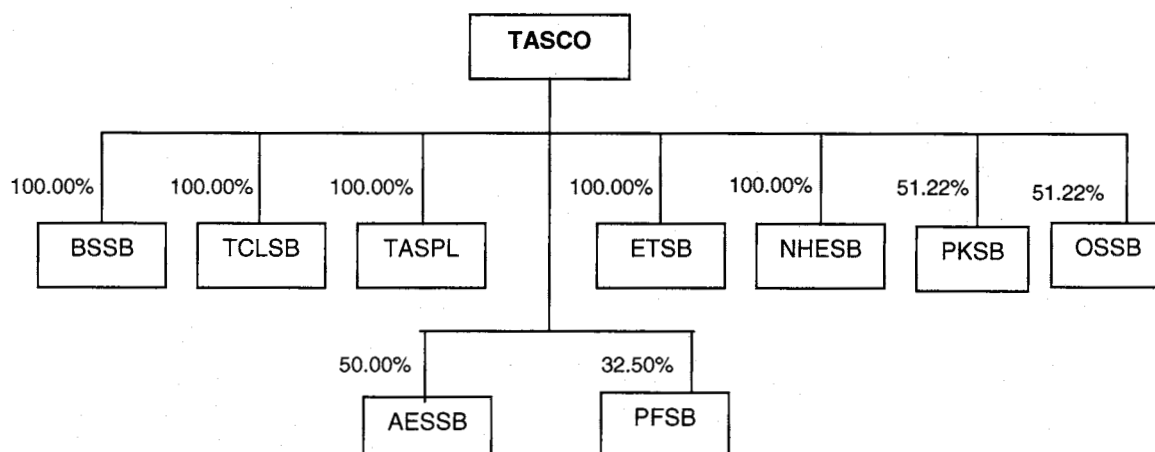 TASCO
100.00% 100.00% 100.00% 100.00% 100.00% 51.22% 51.22%
BSSB TCLSB TASPL ETSB NHESB PKSB OSSB
50.00% 32.50%
AESSB PFSB